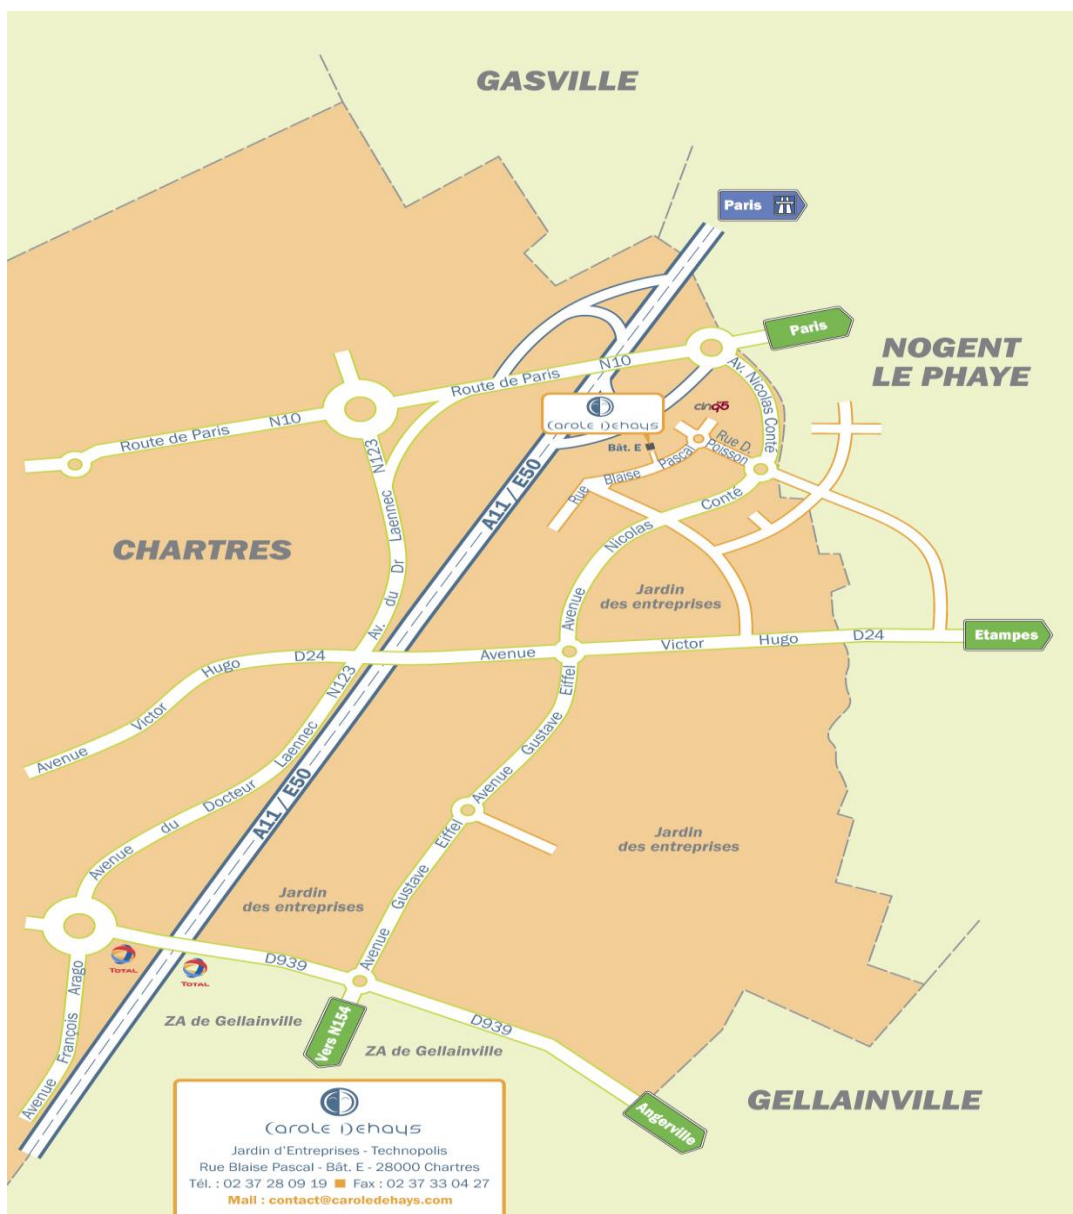 GASVILLE
Paris
Paris
NOGENT
LE PHAYE
N10
Route de Paris
Av. Nicolas Conté
cinq5
Carole Dehays
Bât. E
Rue D.
Poisson
Rue Blaise Pascal
N10
Route de Paris
N123
Av. du Dr Laennec
A11 / E50
CHARTRES
Avenue Nicolas Conté
Jardin
des entreprises
Avenue Victor Hugo D24 Avenue Victor Hugo D24
Etampes
N123
Avenue du Docteur Laennec
A11 / E50
Avenue Gustave Eiffel
Avenue Gustave Eiffel
Jardin
des entreprises
Jardin
des entreprises
TOTAL
TOTAL
D939
Avenue François Arago
ZA de Gellainville
Vers N154
ZA de Gellainville
D939
Angerville
GELLAINVILLE
Carole Dehays
Jardin d'Entreprises - Technopolis
Rue Blaise Pascal - Bât. E - 28000 Chartres
Tél. : 02 37 28 09 19 ■ Fax : 02 37 33 04 27
Mail : contact@caroledehays.com